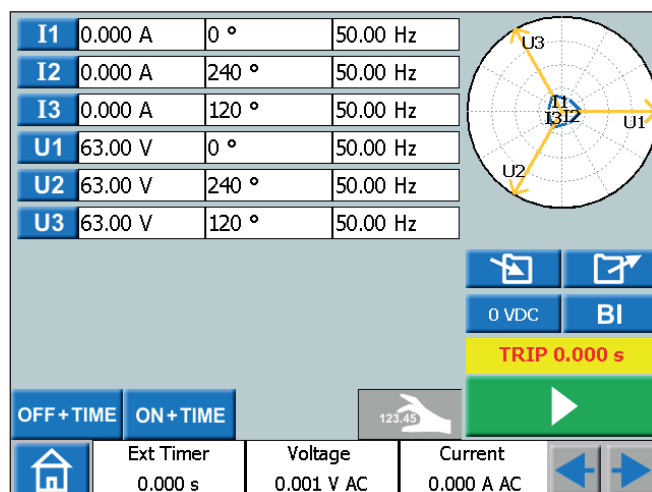 I1 0.000 A 0 ° 50.00 Hz
I2 0.000 A 240 ° 50.00 Hz
I3 0.000 A 120 ° 50.00 Hz
U1 63.00 V 0 ° 50.00 Hz
U2 63.00 V 240 ° 50.00 Hz
U3 63.00 V 120 ° 50.00 Hz
U3
I1
I3 I2
U1
U2
0 VDC BI
TRIP 0.000 s
OFF+TIME ON+TIME 123.45
Ext Timer Voltage Current
0.000 s 0.001 V AC 0.000 A AC